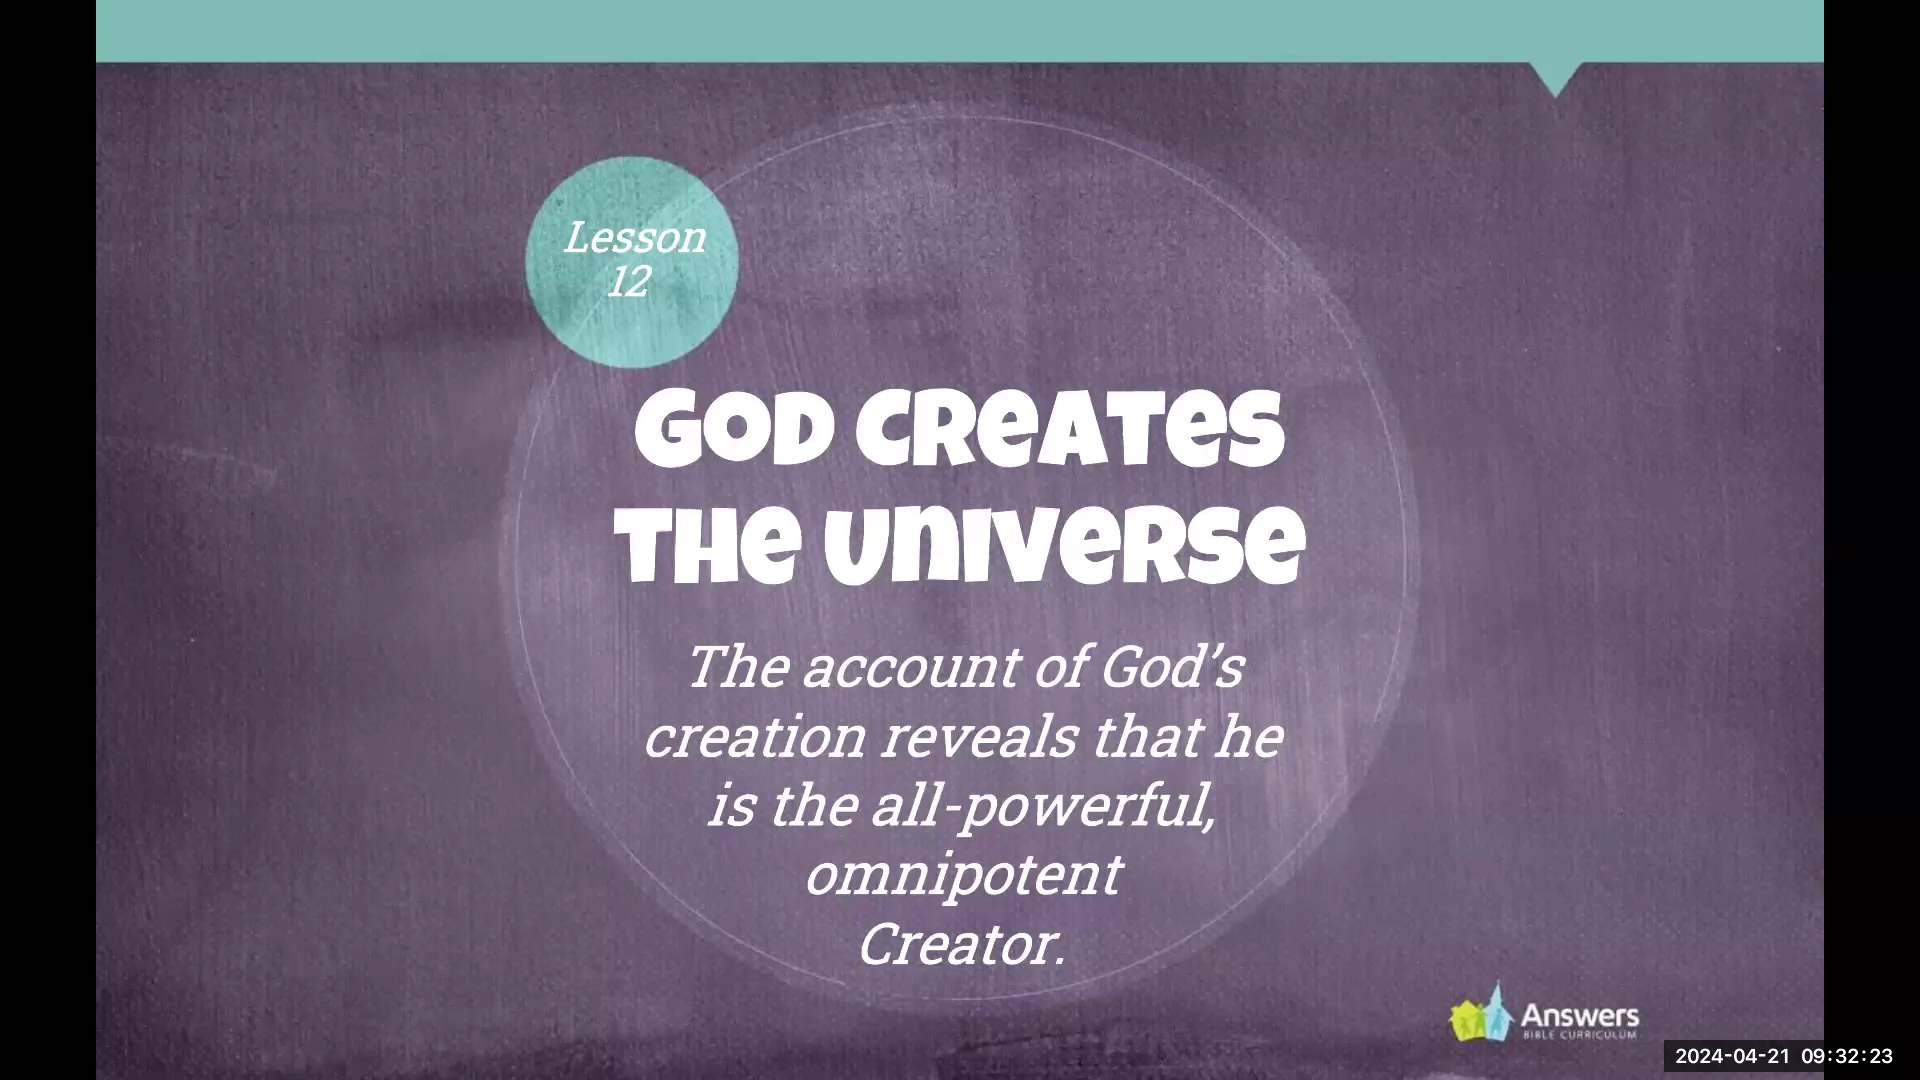 Lesson
12
GOD CREATES
THE UNIVERSE
The account of God’s
creation reveals that he
is the all-powerful,
omnipotent
Creator.
Answers
BIBLE CURRICULUM
2024-04-21 09:32:23